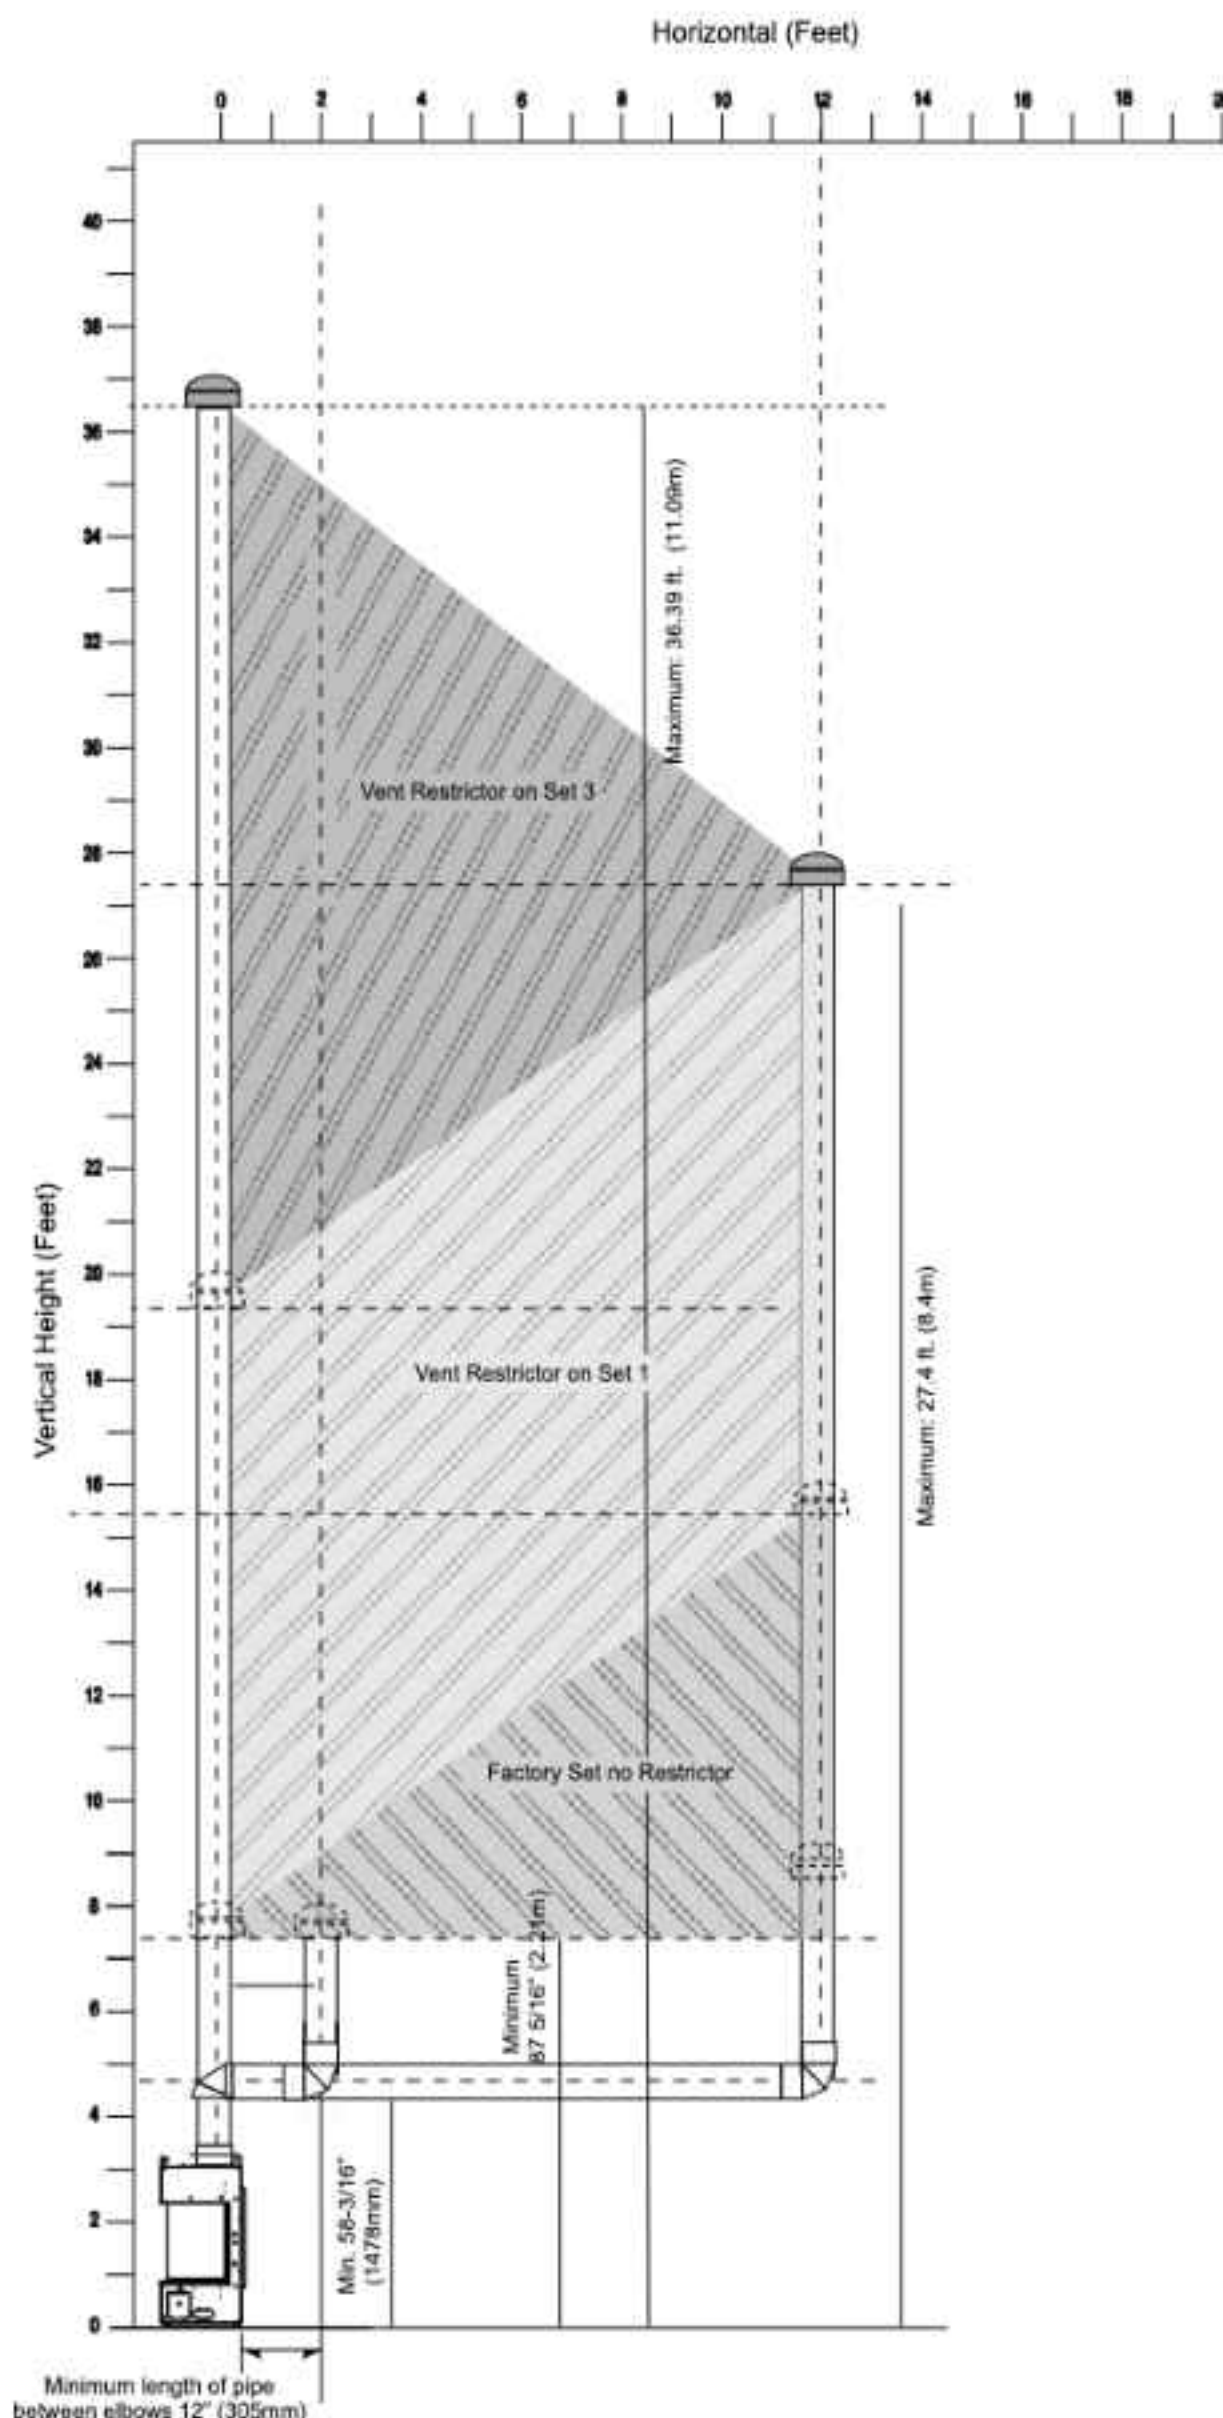 Horizontal (Feet)
0 2 4 6 8 10 12 14 16 18
40
38
36
34
32
30
28
26
24
22
20
18
16
14
12
10
8
6
4
2
0
Vertical Height (Feet)
Maximum: 36.39 ft. (11.09m)
Vent Restrictor on Set 3
Vent Restrictor on Set 1
Maximum: 27.4 ft. (8.4m)
Factory Set no Restrictor
Minimum
87 5/16" (2.21m)
Min. 58-3/16"
(1478mm)
Minimum length of pipe
between elbows 12" (305mm)